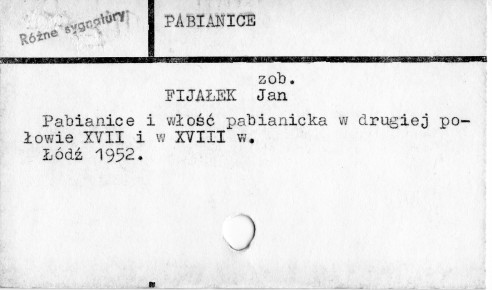 Różne sygnatury
PABIANICE
zob.
FIJAŁEK Jan
Pabianice i włość pabianicka w drugiej po-
łowie XVII i w XVIII w.
Łódź 1952.